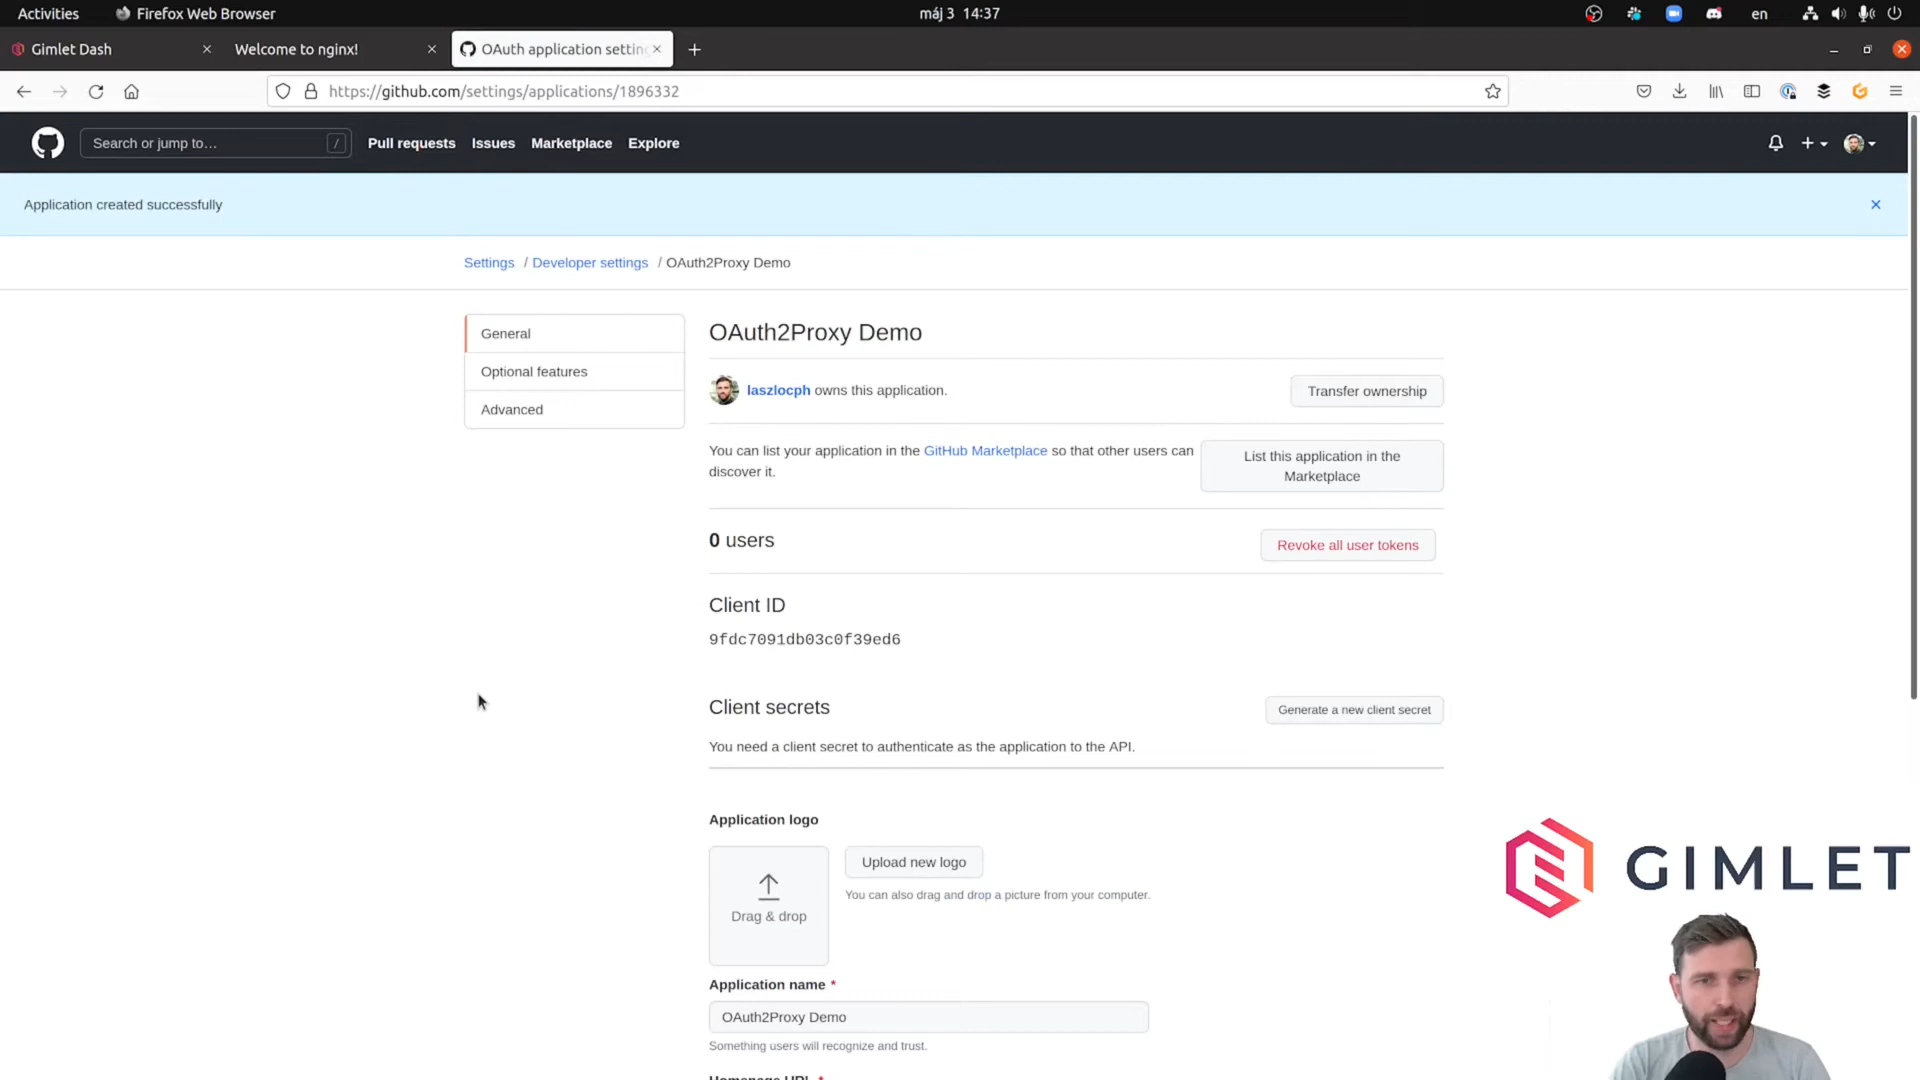 Activities
Firefox Web Browser
máj 3 14:37
en
Gimlet Dash
Welcome to nginx!
OAuth application settin
https://github.com/settings/applications/1896332
Search or jump to…
/
Pull requests
Issues
Marketplace
Explore
Application created successfully
Settings / Developer settings / OAuth2Proxy Demo
General
Optional features
Advanced
OAuth2Proxy Demo
laszlocph owns this application.
Transfer ownership
You can list your application in the GitHub Marketplace so that other users can
discover it.
List this application in the
Marketplace
0 users
Revoke all user tokens
Client ID
9fdc7091db03c0f39ed6
Client secrets
Generate a new client secret
You need a client secret to authenticate as the application to the API.
Application logo
Drag & drop
Upload new logo
You can also drag and drop a picture from your computer.
Application name *
OAuth2Proxy Demo
Something users will recognize and trust.
Homepage URL *
GIMLET